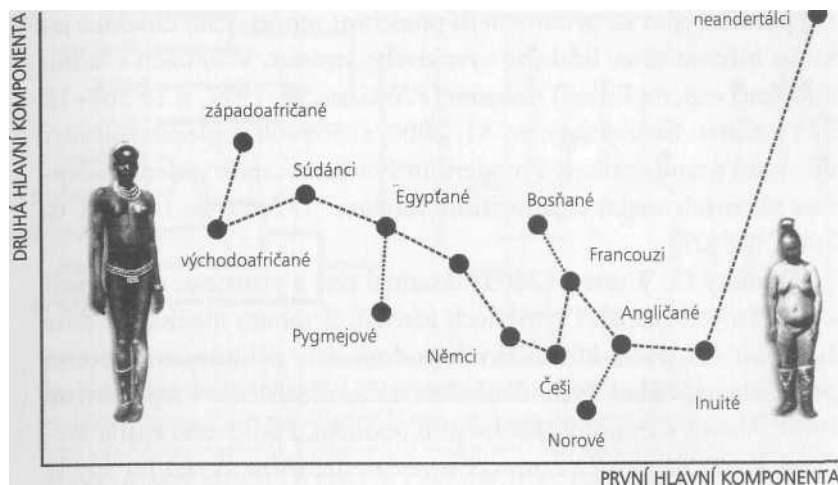 neandertálci
DRUHÁ HLAVNÍ KOMPONENTA
západoafričané
Súdánci
Egypťané
Bosňané
východoafričané
Francouzi
Pygmejové
Němci
Angličané
Češi
Inuité
Norové
PRVNÍ HLAVNÍ KOMPONENTA